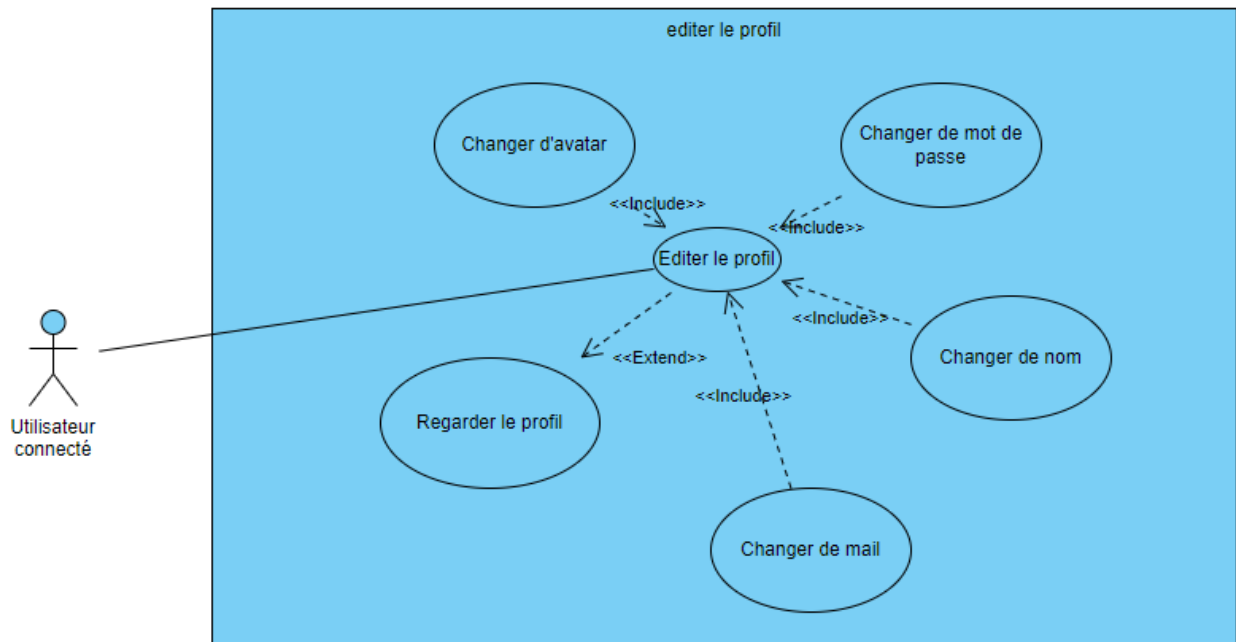 editer le profil
Changer d'avatar
Changer de mot de
passe
<<Include>>
<<Include>>
Editer le profil
<<Include>>
Changer de nom
<<Extend>>
<<Include>>
Regarder le profil
Utilisateur
connecté
Changer de mail